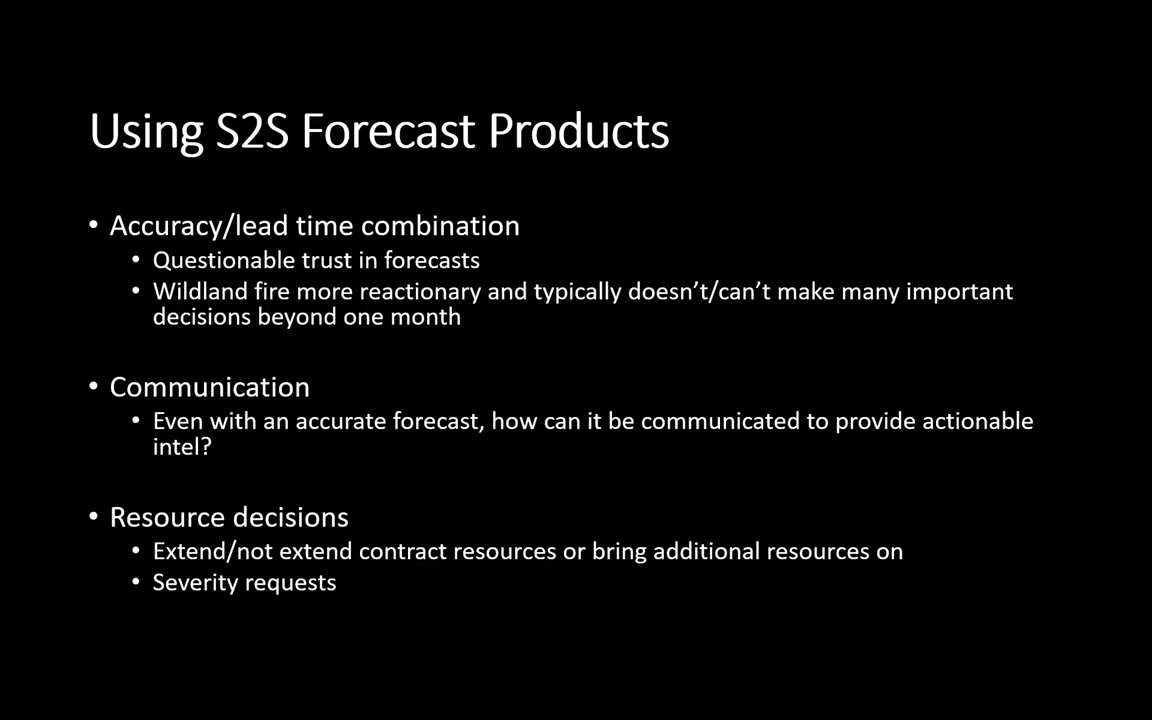 Using S2S Forecast Products
• Accuracy/lead time combination
• Questionable trust in forecasts
• Wildland fire more reactionary and typically doesn’t/can’t make many important
decisions beyond one month
• Communication
• Even with an accurate forecast, how can it be communicated to provide actionable
intel?
• Resource decisions
• Extend/not extend contract resources or bring additional resources on
• Severity requests